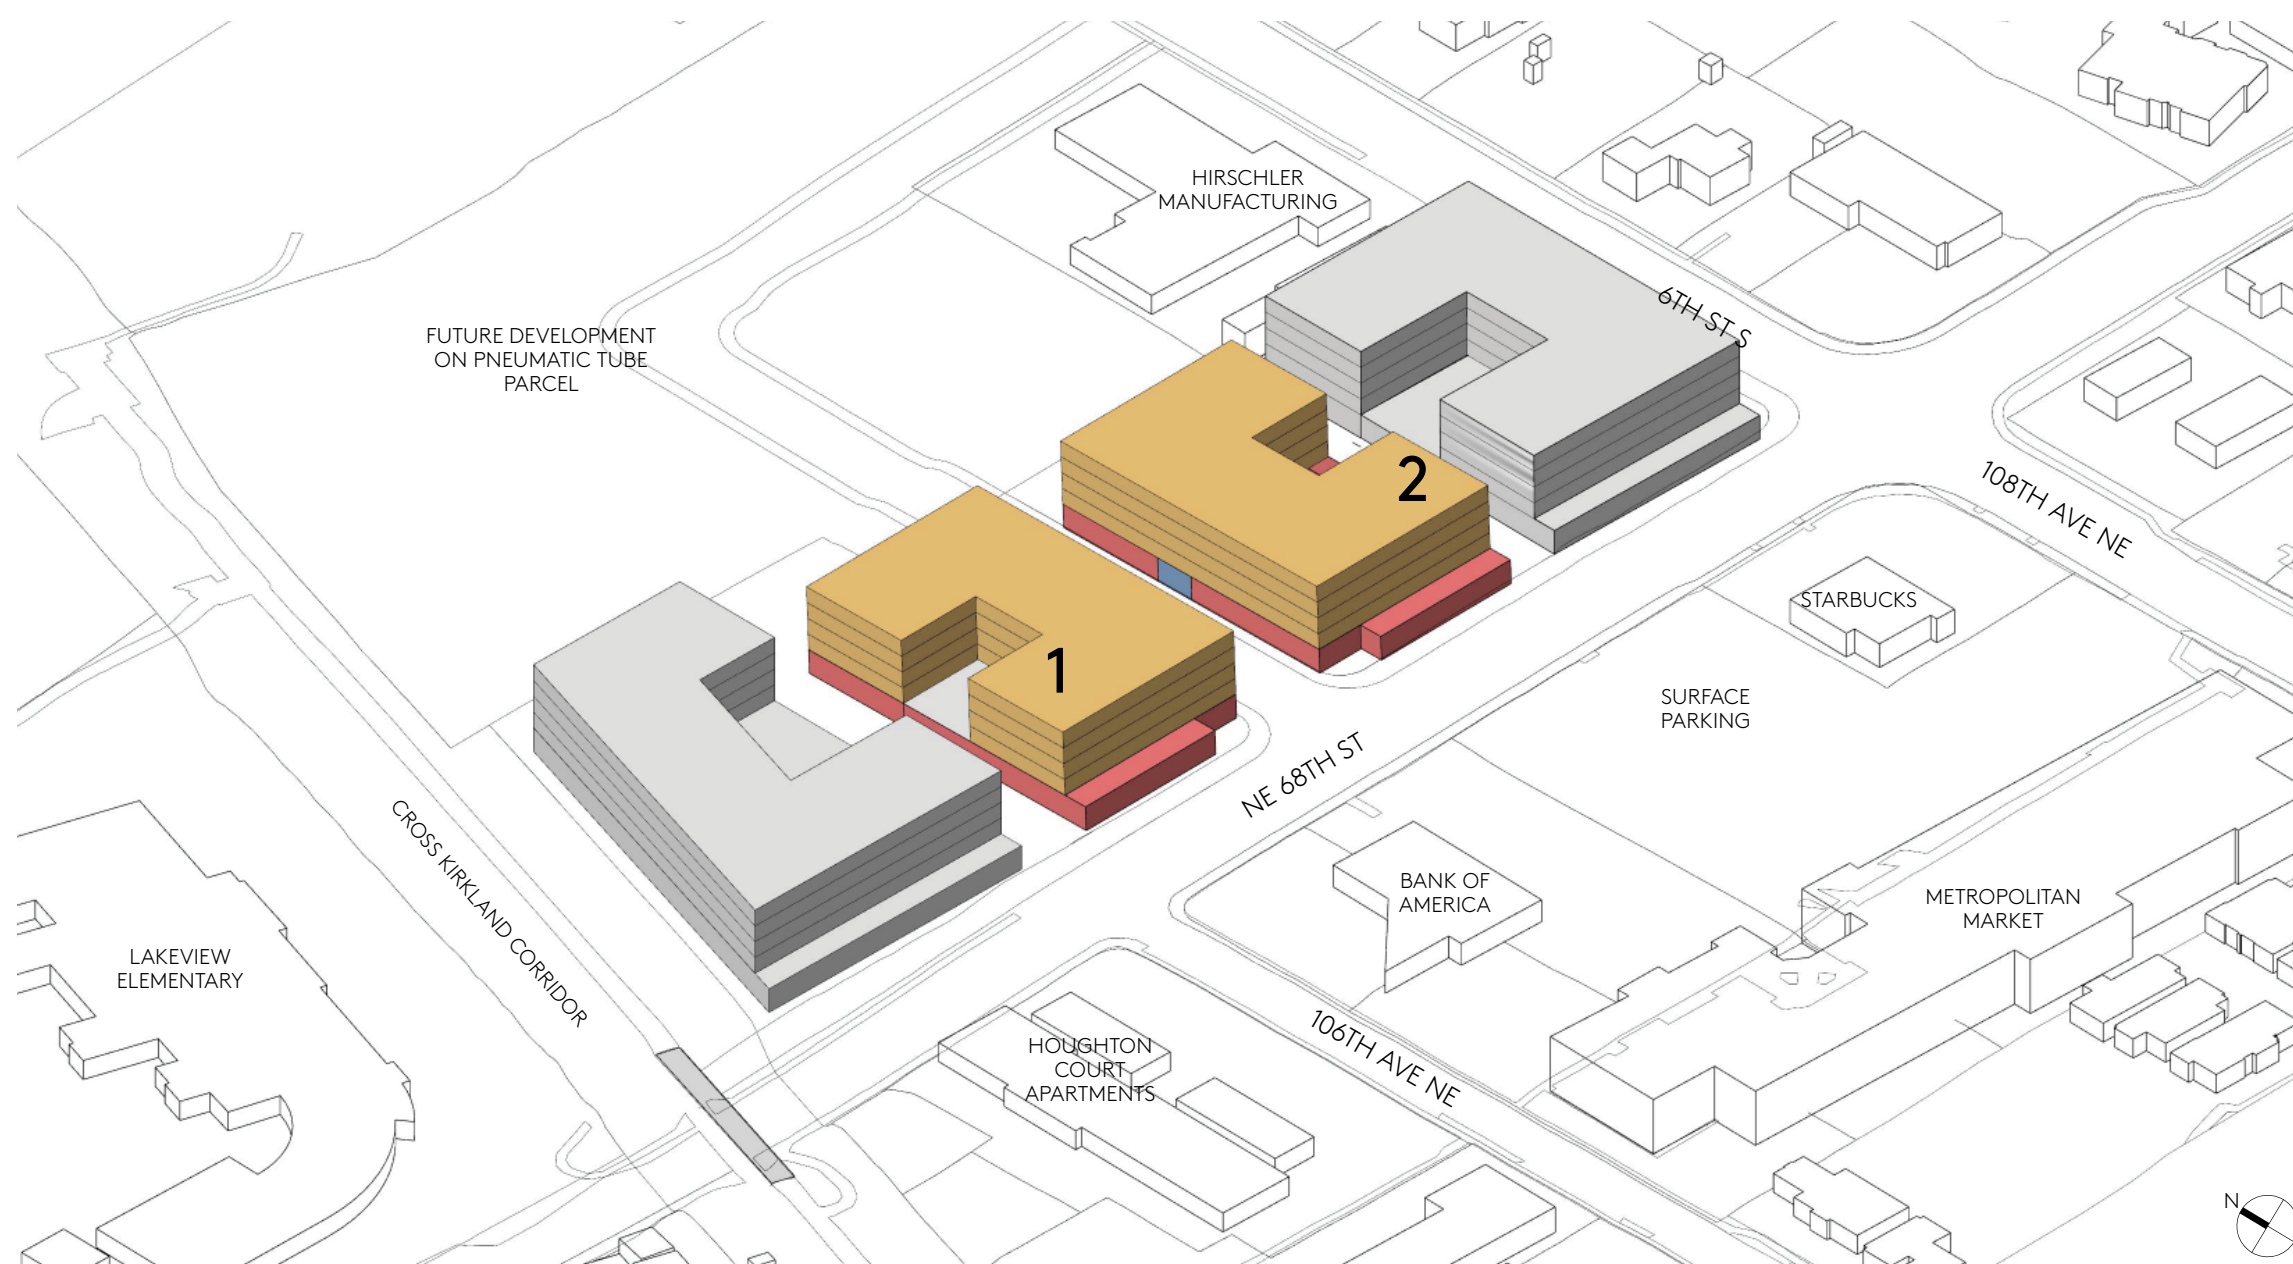 HIRSCHLER
MANUFACTURING
6TH ST S
FUTURE DEVELOPMENT
ON PNEUMATIC TUBE
PARCEL
2
108TH AVE NE
STARBUCKS
1
SURFACE
PARKING
NE 68TH ST
CROSS KIRKLAND CORRIDOR
BANK OF
AMERICA
METROPOLITAN
MARKET
LAKEVIEW
ELEMENTARY
106TH AVE NE
HOUGHTON
COURT
APARTMENTS
N